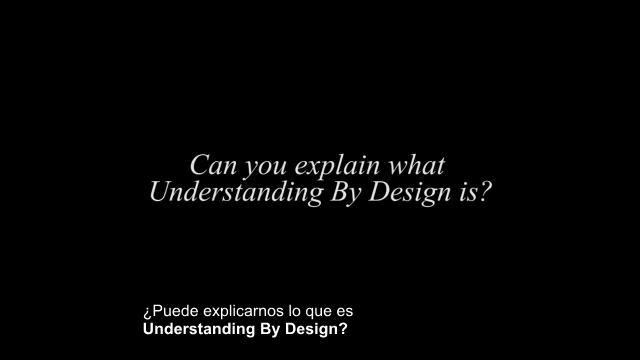 Can you explain what
Understanding By Design is?
¿Puede explicarnos lo que es
Understanding By Design?